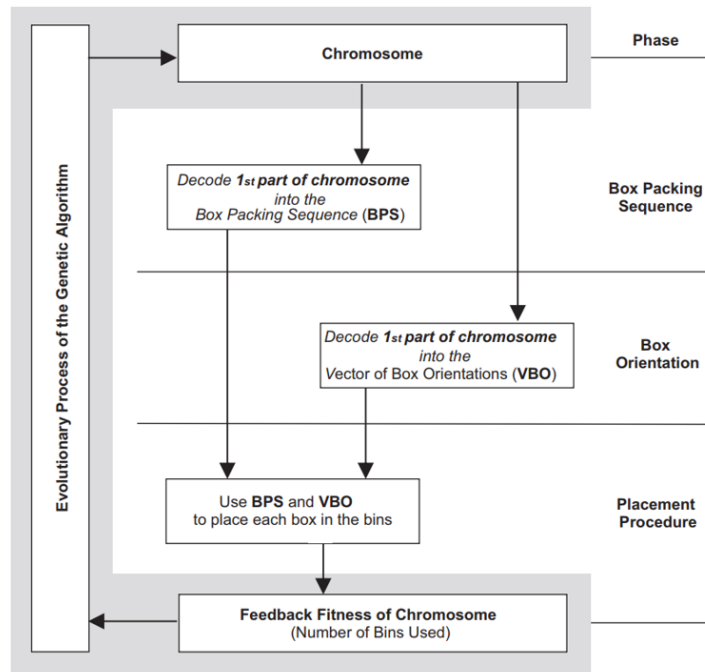 Phase
Chromosome
Decode 1st part of chromosome
into the
Box Packing Sequence (BPS)
Box Packing
Sequence
Decode 1st part of chromosome
into the
Vector of Box Orientations (VBO)
Box
Orientation
Use BPS and VBO
to place each box in the bins
Placement
Procedure
Feedback Fitness of Chromosome
(Number of Bins Used)
Evolutionary Process of the Genetic Algorithm